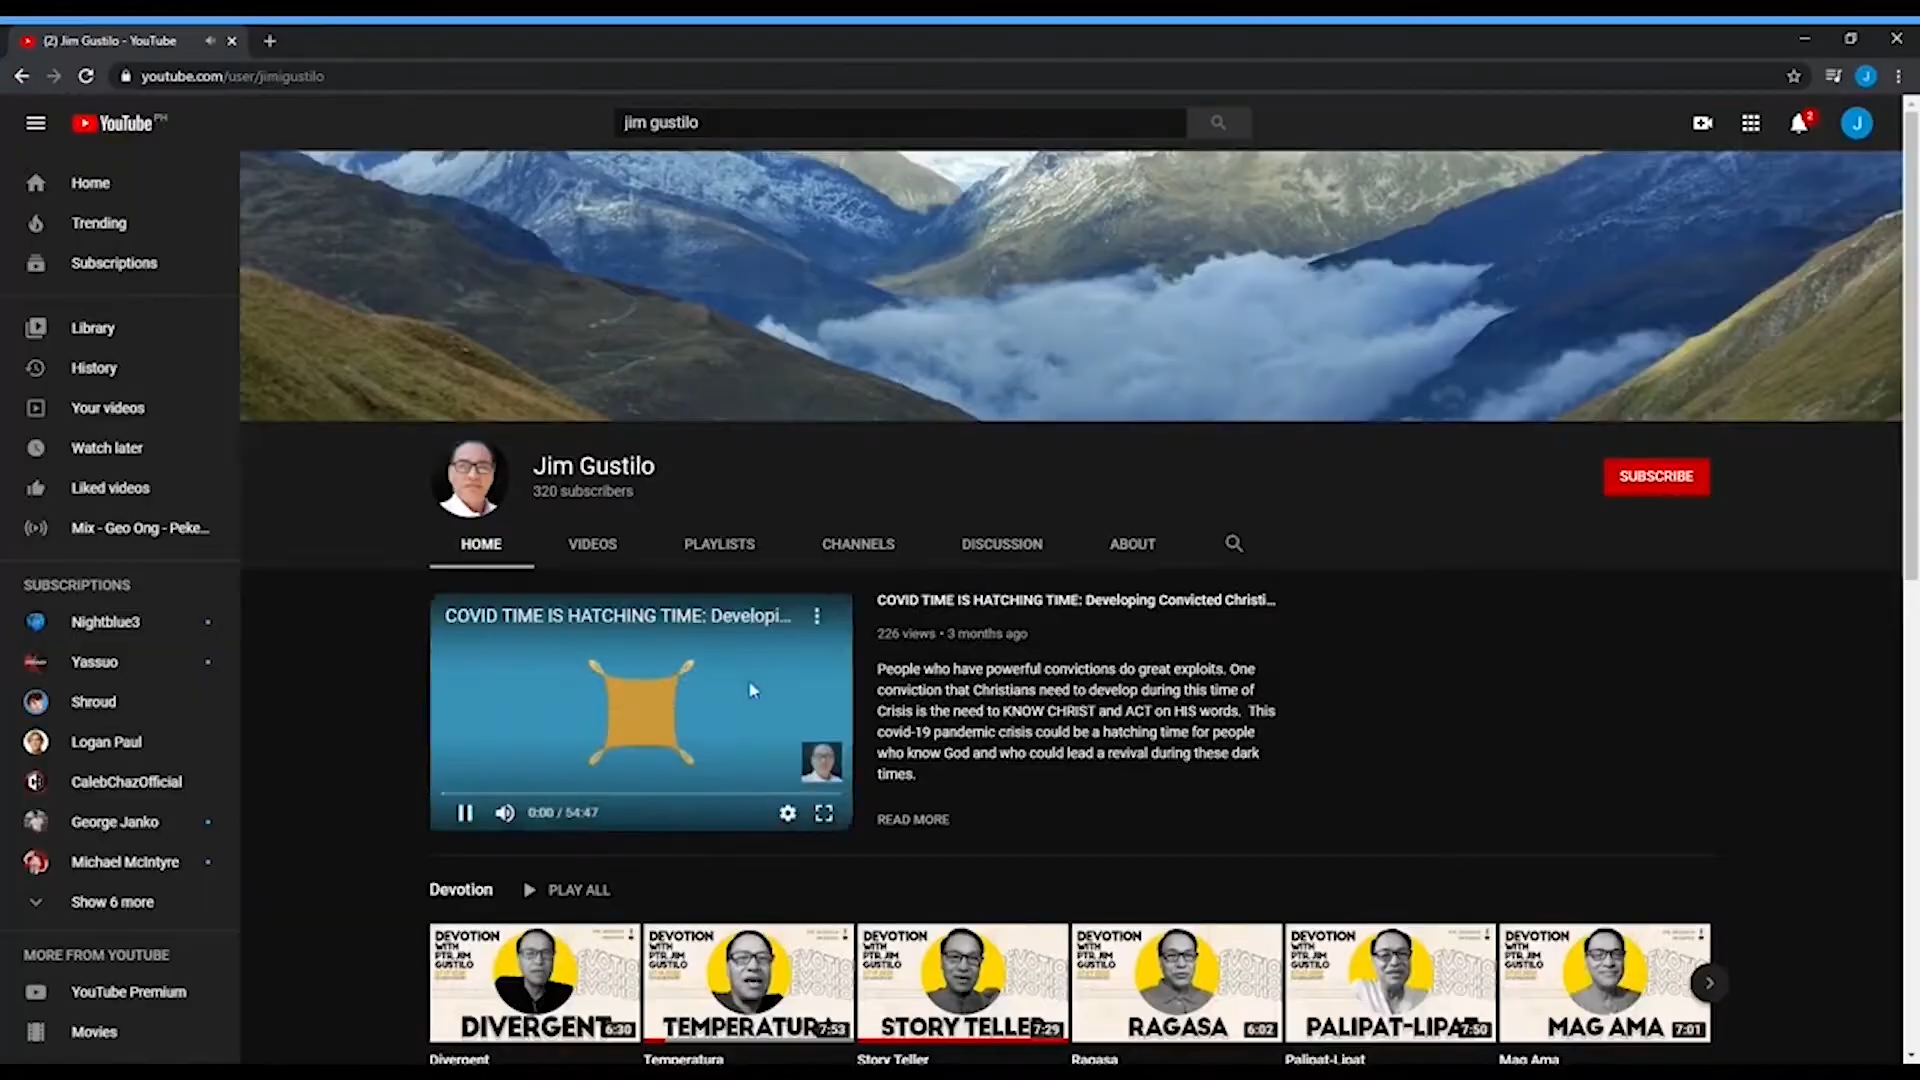 (2) Jim Gustilo - YouTube
youtube.com/user/jimigustilo
YouTube PH
jim gustilo
2
J
J
Home
Trending
Subscriptions
Library
History
Your videos
Watch later
Liked videos
Mix - Geo Ong - Peke...
SUBSCRIPTIONS
Nightblue3
Yassuo
Shroud
Logan Paul
CalebChazOfficial
George Janko
Michael McIntyre
Show 6 more
MORE FROM YOUTUBE
YouTube Premium
Movies
Jim Gustilo
320 subscribers
SUBSCRIBE
HOME VIDEOS PLAYLISTS CHANNELS DISCUSSION ABOUT
COVID TIME IS HATCHING TIME: Developi...
0:00 / 54:47
COVID TIME IS HATCHING TIME: Developing Convicted Christi...
226 views • 3 months ago
People who have powerful convictions do great exploits. One
conviction that Christians need to develop during this time of
Crisis is the need to KNOW CHRIST and ACT on HIS words. This
covid-19 pandemic crisis could be a hatching time for people
who know God and who could lead a revival during these dark
times.
READ MORE
Devotion PLAY ALL
DEVOTION
WITH
PTR. JIM
GUSTILO
DIVERGENT
6:30
Divergent
DEVOTION
WITH
PTR. JIM
GUSTILO
7:53
Temperatura
DEVOTION
WITH
PTR. JIM
GUSTILO
STORY TELLER
7:29
Story Teller
DEVOTION
WITH
PTR. JIM
GUSTILO
RAGASA
6:02
Ragasa
DEVOTION
WITH
PTR. JIM
GUSTILO
7:50
Palipat-Lipat
DEVOTION
WITH
PTR. JIM
GUSTILO
MAG AMA
7:01
Mag Ama